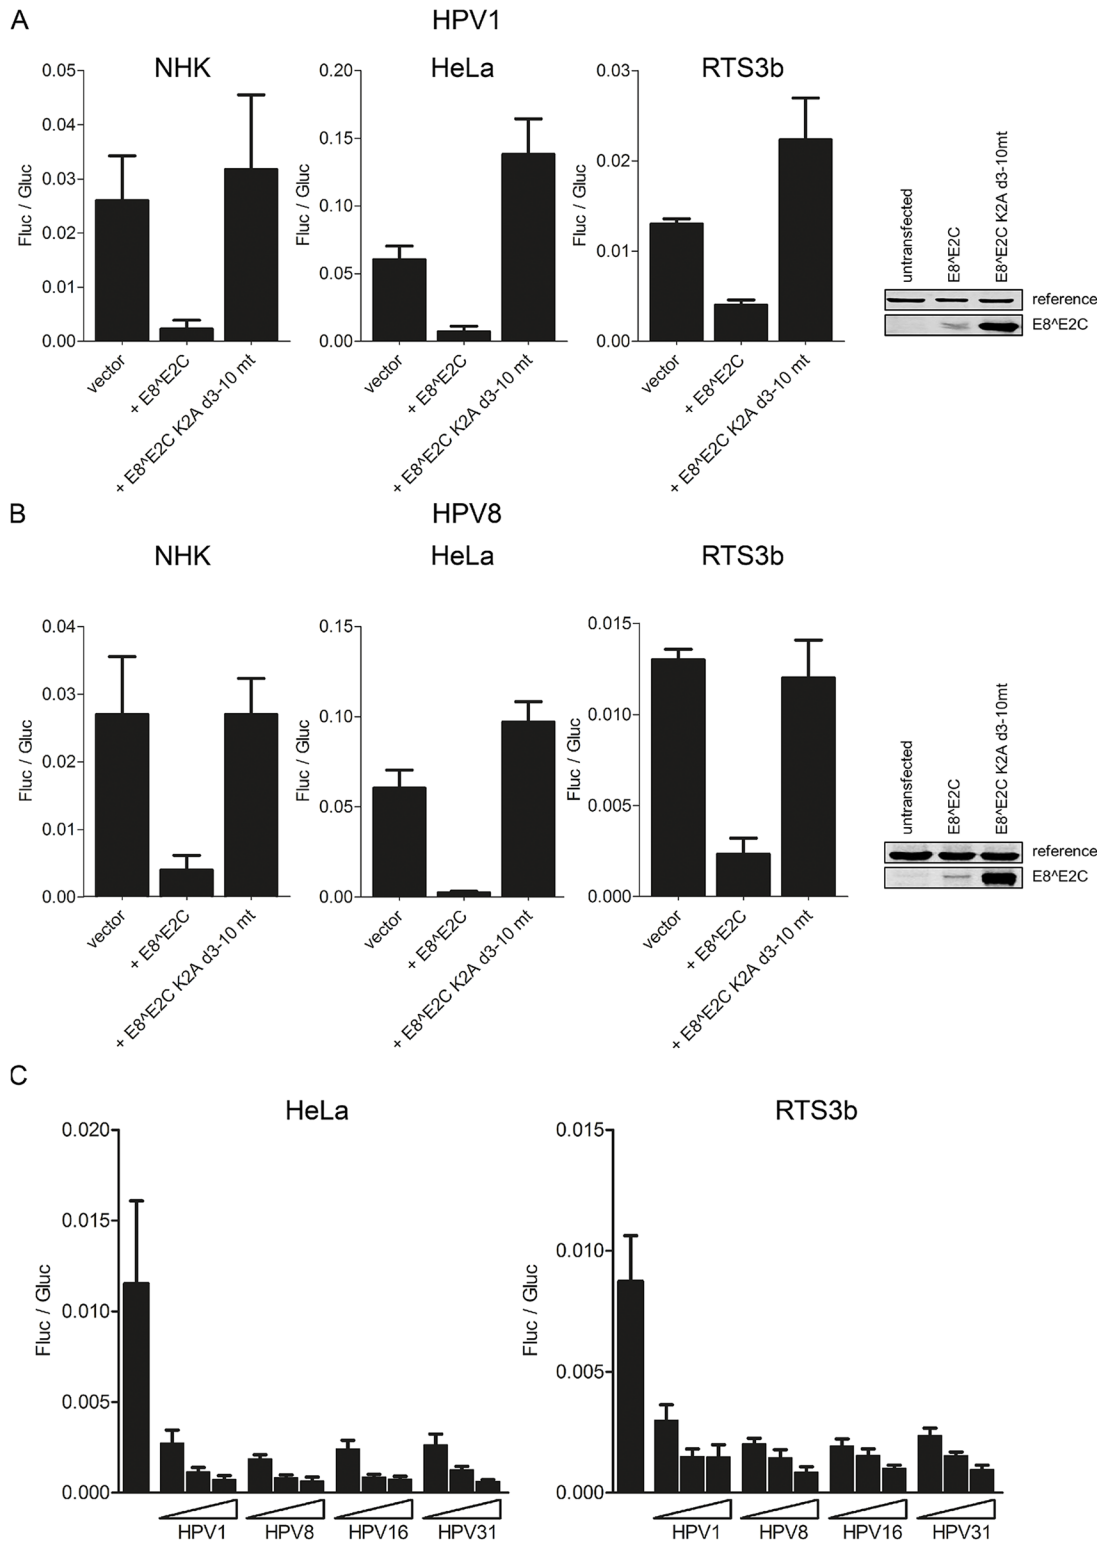 A
HPV1
NHK
HeLa
RTS3b
0.05
0.04
0.03
0.02
0.01
0.00
Fluc / Gluc
vector
+ E8^E2C
+ E8^E2C K2A d3-10 mt
0.20
0.15
0.10
0.05
0.00
Fluc / Gluc
vector
+ E8^E2C
+ E8^E2C K2A d3-10 mt
0.03
0.02
0.01
0.00
Fluc / Gluc
vector
+ E8^E2C
+ E8^E2C K2A d3-10 mt
untransfected
E8^E2C
E8^E2C K2A d3-10mt
reference
E8^E2C
B
HPV8
NHK
HeLa
RTS3b
0.04
0.03
0.02
0.01
0.00
Fluc / Gluc
vector
+ E8^E2C
+ E8^E2C K2A d3-10 mt
0.15
0.10
0.05
0.00
Fluc / Gluc
vector
+ E8^E2C
+ E8^E2C K2A d3-10 mt
0.015
0.010
0.005
0.000
Fluc / Gluc
vector
+ E8^E2C
+ E8^E2C K2A d3-10 mt
untransfected
E8^E2C
E8^E2C K2A d3-10mt
reference
E8^E2C
C
HeLa
0.020
0.015
0.010
0.005
0.000
Fluc / Gluc
HPV1 HPV8 HPV16 HPV31
RTS3b
0.015
0.010
0.005
0.000
Fluc / Gluc
HPV1 HPV8 HPV16 HPV31